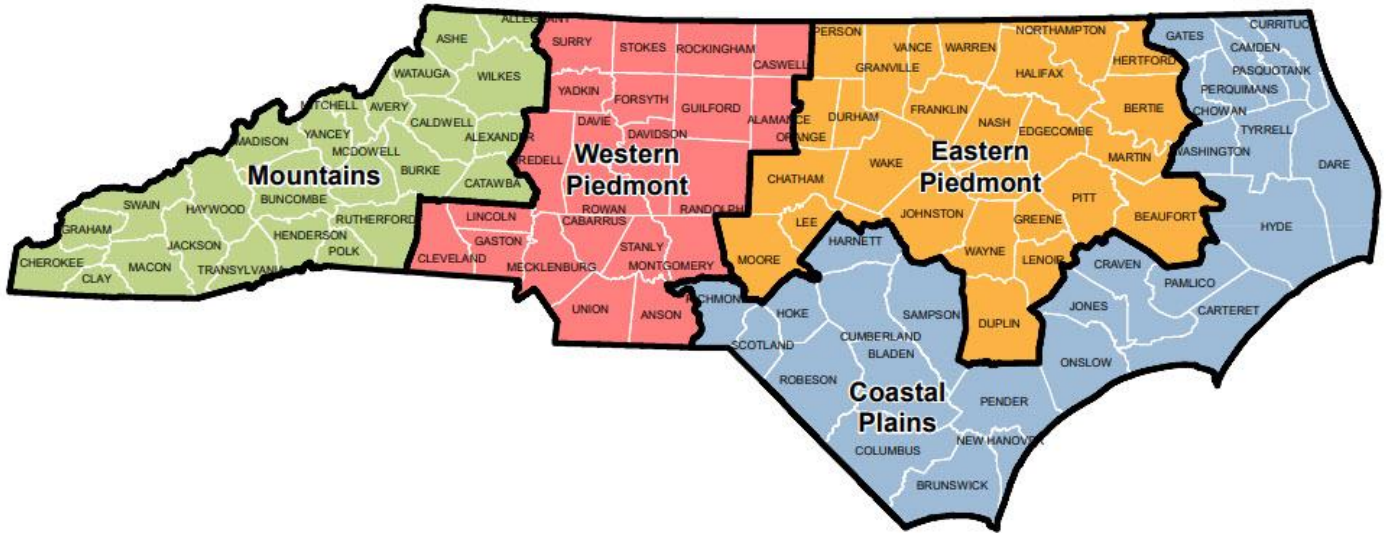 ALLEGHANY
ASHE
SURRY
STOKES
ROCKINGHAM
CASWELL
WATAUGA
WILKES
YADKIN
FORSYTH
GUILFORD
ALAMANCE
MITCHELL
AVERY
CALDWELL
ALEXANDER
DAVIE
DAVIDSON
MADISON
YANCEY
MCDOWELL
BURKE
CATAWBA
IREDELL
Mountains
Western
Piedmont
SWAIN
HAYWOOD
BUNCOMBE
RUTHERFORD
LINCOLN
ROWAN
CABARRUS
RANDOLPH
GRAHAM
JACKSON
HENDERSON
POLK
CLEVELAND
GASTON
STANLY
CHEROKEE
CLAY
MACON
TRANSYLVANIA
MECKLENBURG
MONTGOMERY
UNION
ANSON
PERSON
GRANVILLE
VANCE
WARREN
NORTHAMPTON
HALIFAX
HERTFORD
BERTIE
ORANGE
DURHAM
FRANKLIN
NASH
EDGECOMBE
MARTIN
CHATHAM
WAKE
Eastern
Piedmont
LEE
JOHNSTON
GREENE
PITT
BEAUFORT
MOORE
WAYNE
LENOIR
DUPLIN
GATES
CURRITUCK
CAMDEN
PASQUOTANK
PERQUIMANS
CHOWAN
TYRRELL
WASHINGTON
DARE
HYDE
HARNETT
CRAVEN
PAMLICO
JONES
CARTERET
RICHMOND
HOKE
SAMPSON
SCOTLAND
CUMBERLAND
BLADEN
ONSLOW
ROBESON
Coastal
Plains
PENDER
COLUMBUS
NEW HANOVER
BRUNSWICK